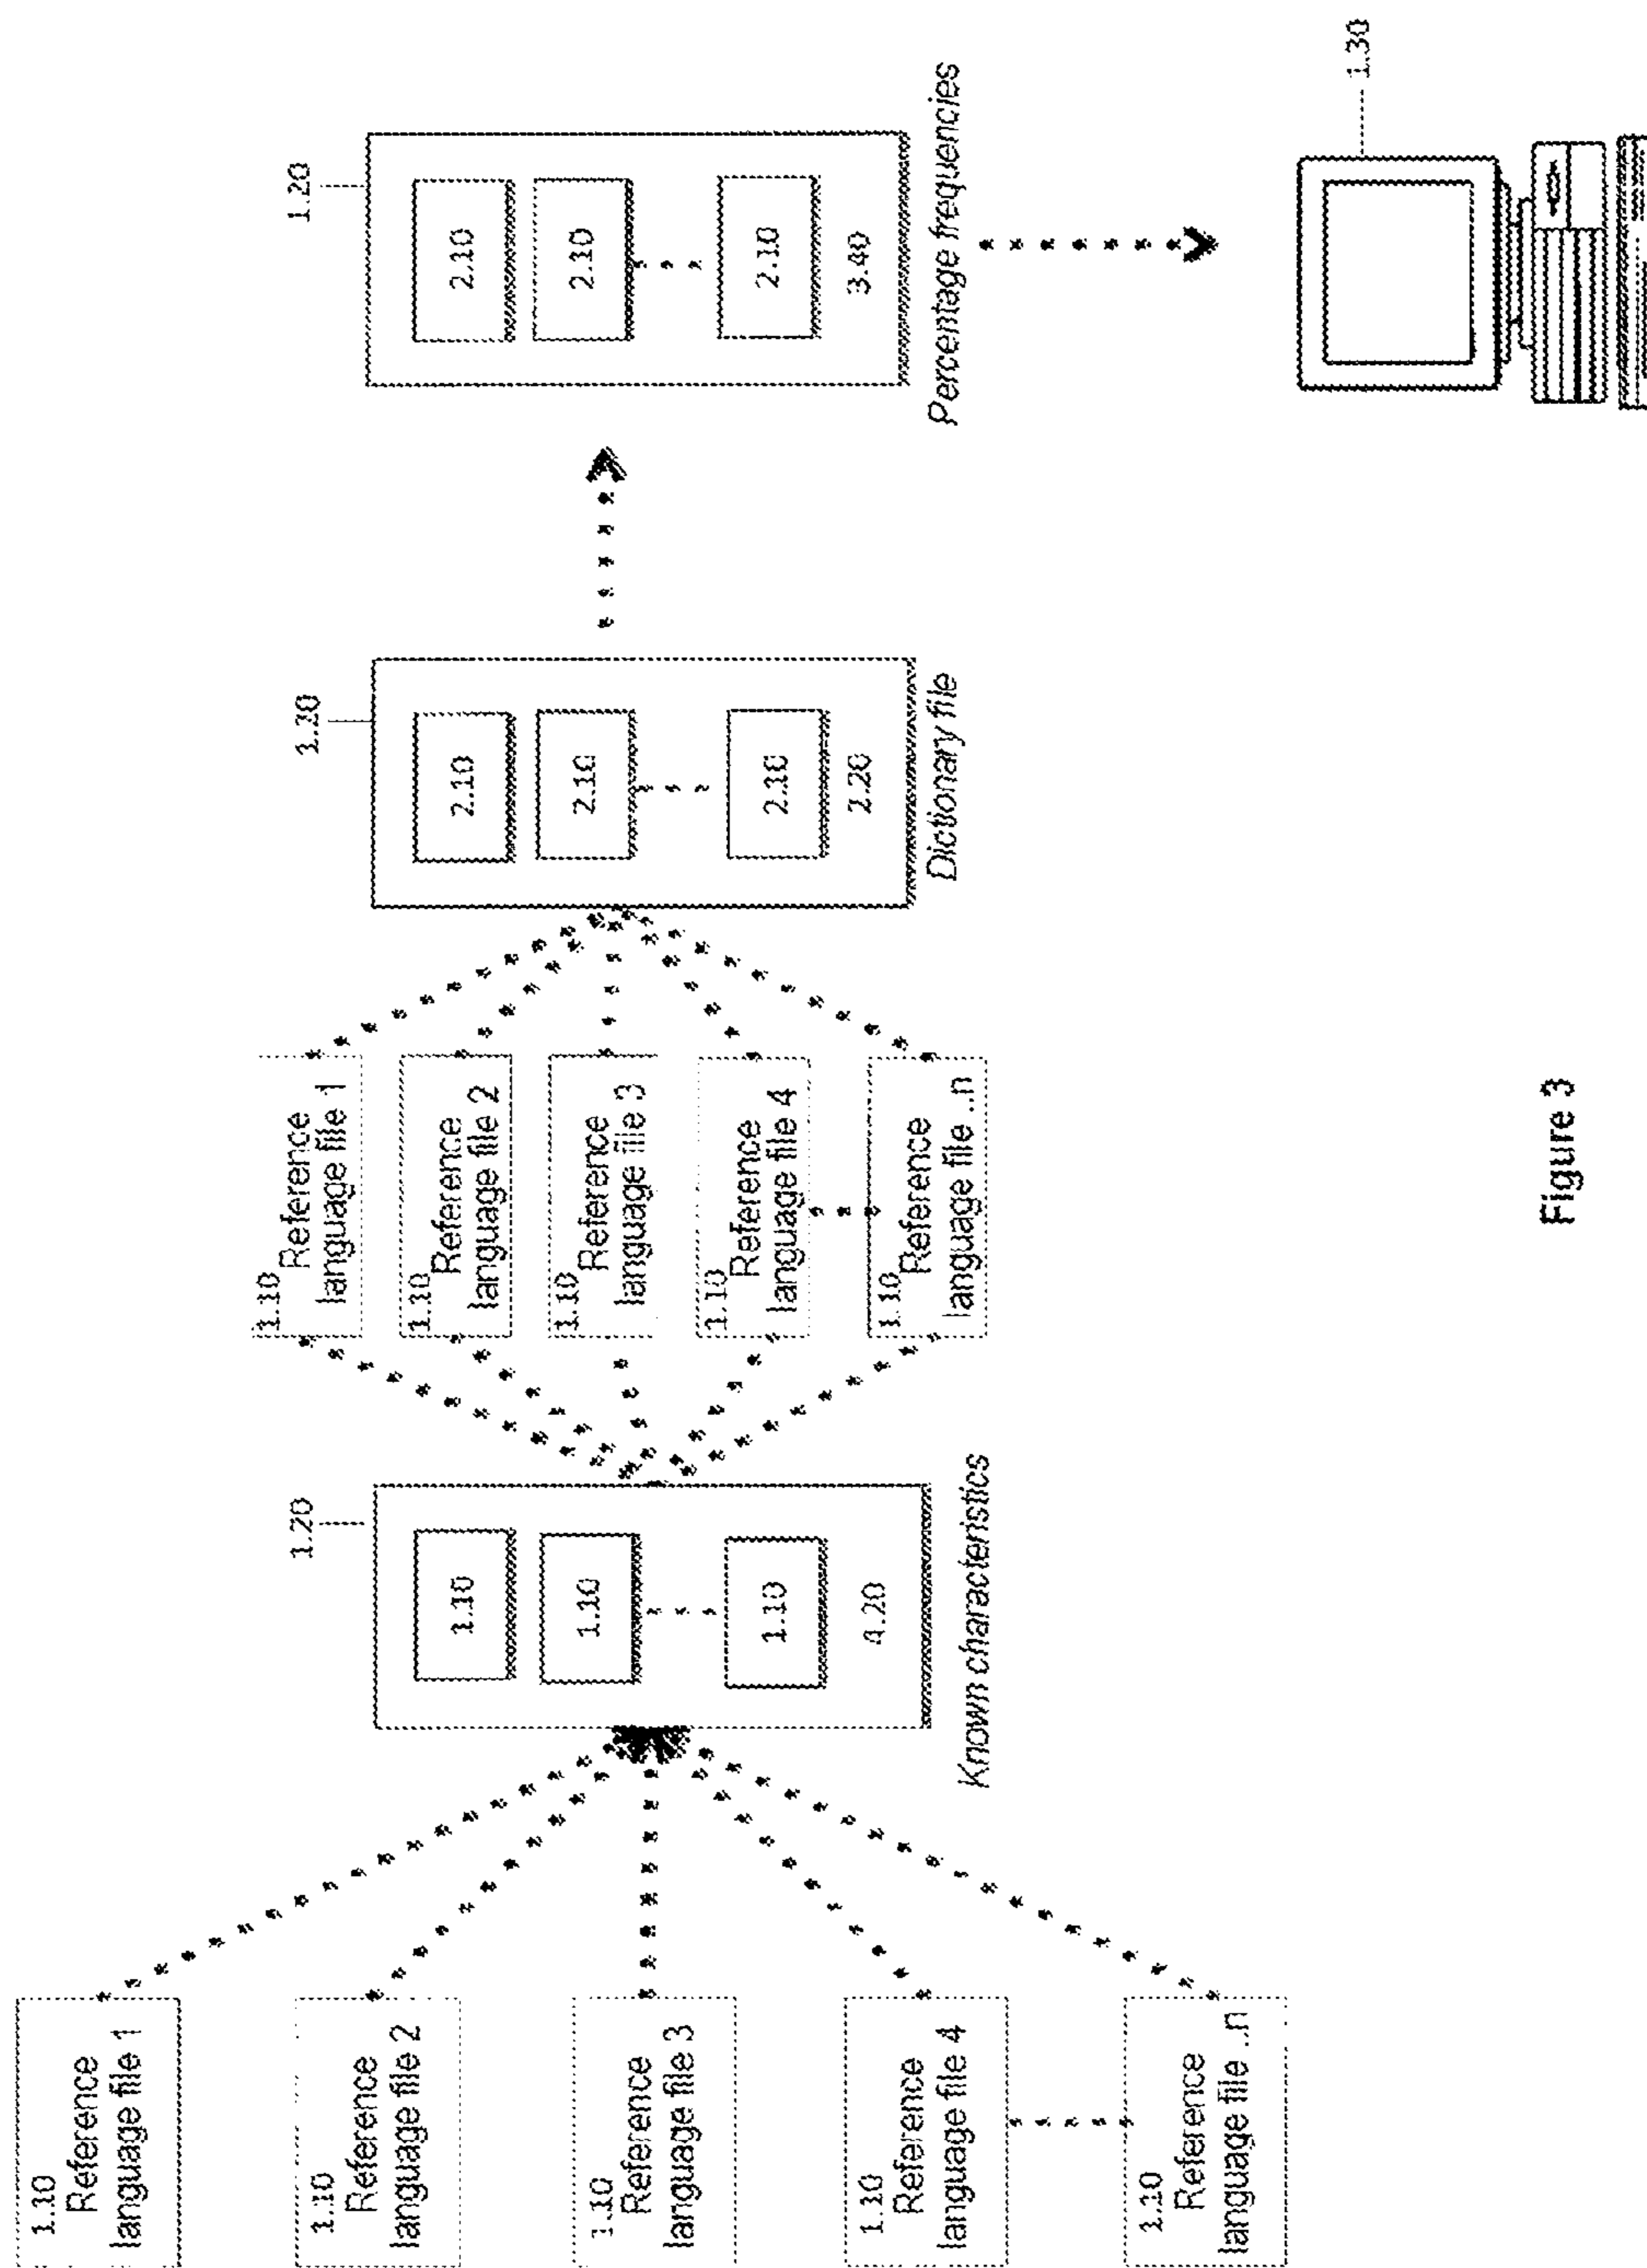 1.10
Reference
language file 1
1.10
Reference
language file 2
1.10
Reference
language file 3
1.10
Reference
language file 4
1.10
Reference
language file ..n
1.20
1.10
1.10
1.10
4.20
Known characteristics
1.10
Reference
language file 1
1.10
Reference
language file 2
1.10
Reference
language file 3
1.10
Reference
language file 4
1.10
Reference
language file ..n
1.20
2.10
2.10
2.10
2.20
Dictionary file
1.20
2.10
2.10
2.10
3.40
Percentage frequencies
1.30
Figure 3